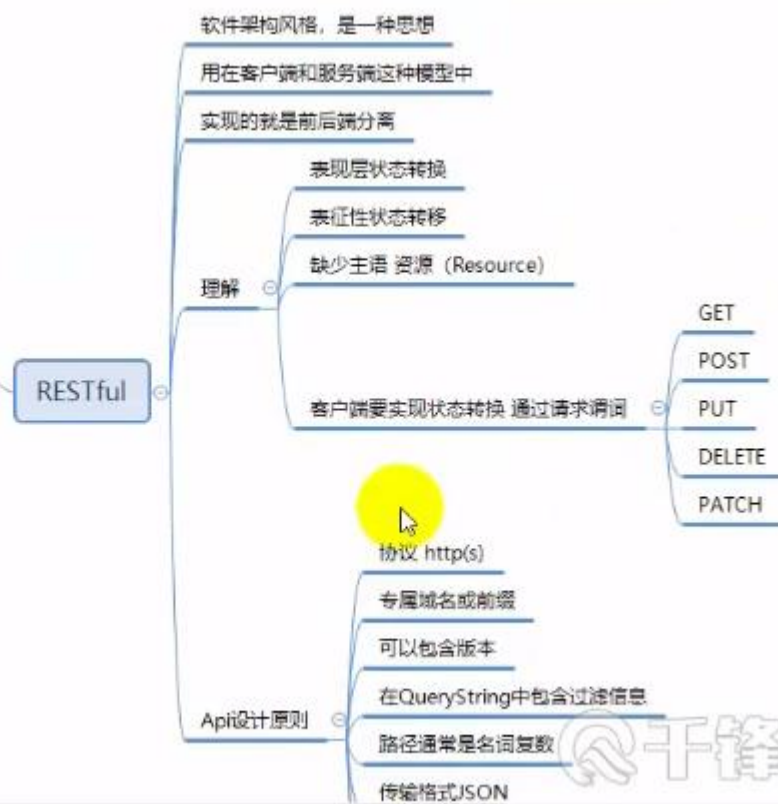 软件架构风格，是一种思想
用在客户端和服务端这种模型中
实现的就是前后端分离
表现层状态转换
表征性状态转移
缺少主语 资源（Resource）
理解
GET
POST
RESTful
客户端要实现状态转换 通过请求谓词
PUT
DELETE
PATCH
协议 http(s)
专属域名或前缀
可以包含版本
在QueryString中包含过滤信息
Api设计原则
路径通常是名词复数
千锋
传输格式JSON